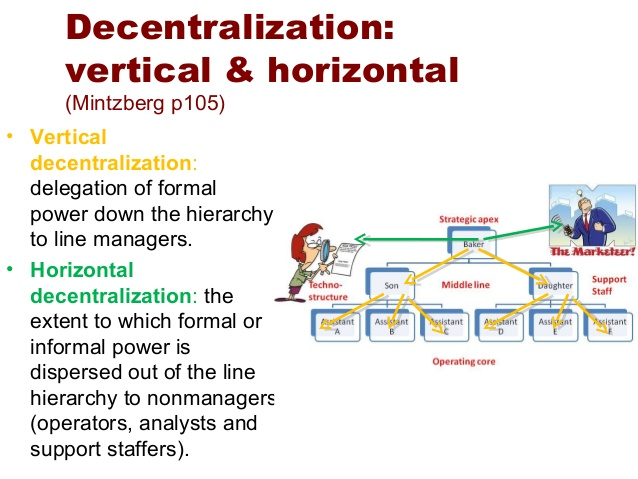 Decentralization:
vertical & horizontal
(Mintzberg p105)
• Vertical
decentralization:
delegation of formal
power down the hierarchy
to line managers.
• Horizontal
decentralization: the
extent to which formal or
informal power is
dispersed out of the line
hierarchy to nonmanagers
(operators, analysts and
support staffers).
Strategic apex
Baker
The Marketeer!
Techno-
structure
Son
Middle line
Daughter
Support
Staff
Assistant
A
Assistant
B
Assistant
C
Assistant
D
Assistant
E
Assistant
F
Operating core